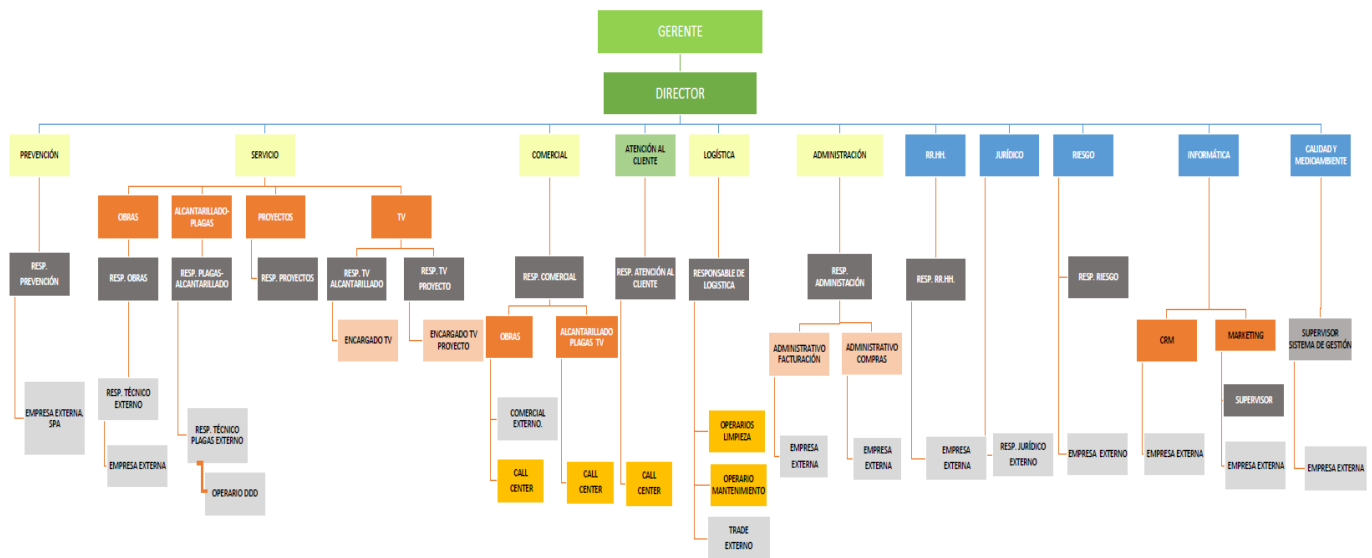 GERENTE
DIRECTOR
PREVENCIÓN
SERVICIO
COMERCIAL
ATENCIÓN AL
CLIENTE
LOGÍSTICA
ADMINISTRACIÓN
RR.HH.
JURÍDICO
RIESGO
INFORMÁTICA
CALIDAD Y
MEDIOAMBIENTE
OBRAS
ALCANTARILLADO-
PLAGAS
PROYECTOS
TV
RESP.
PREVENCIÓN
RESP. OBRAS
RESP. PLAGAS-
ALCANTARILLADO
RESP. PROYECTOS
RESP. TV
ALCANTARILLADO
RESP. TV
PROYECTO
RESP. COMERCIAL
RESP. ATENCIÓN AL
CLIENTE
RESPONSABLE DE
LOGISTICA
RESP.
ADMINISTACIÓN
RESP. RR.HH.
RESP. RIESGO
ENCARGADO TV
ENCARGADO TV
PROYECTO
OBRAS
ALCANTARILLADO
PLAGAS TV
ADMINISTRATIVO
FACTURACIÓN
ADMINISTRATIVO
COMPRAS
CRM
MARKETING
SUPERVISOR
SISTEMA DE GESTIÓN
EMPRESA EXTERNA.
SPA
RESP. TÉCNICO
EXTERNO
RESP. TÉCNICO
PLAGAS EXTERNO
COMERCIAL
EXTERNO.
OPERARIOS
LIMPIEZA
SUPERVISOR
EMPRESA EXTERNA
OPERARIO DDD
CALL
CENTER
CALL
CENTER
CALL
CENTER
OPERARIO
MANTENIMIENTO
TRADE
EXTERNO
EMPRESA
EXTERNA
EMPRESA
EXTERNA
EMPRESA
EXTERNA
RESP. JURÍDICO
EXTERNO
EMPRESA EXTERNO
EMPRESA EXTERNA
EMPRESA EXTERNA
EMPRESA EXTERNA